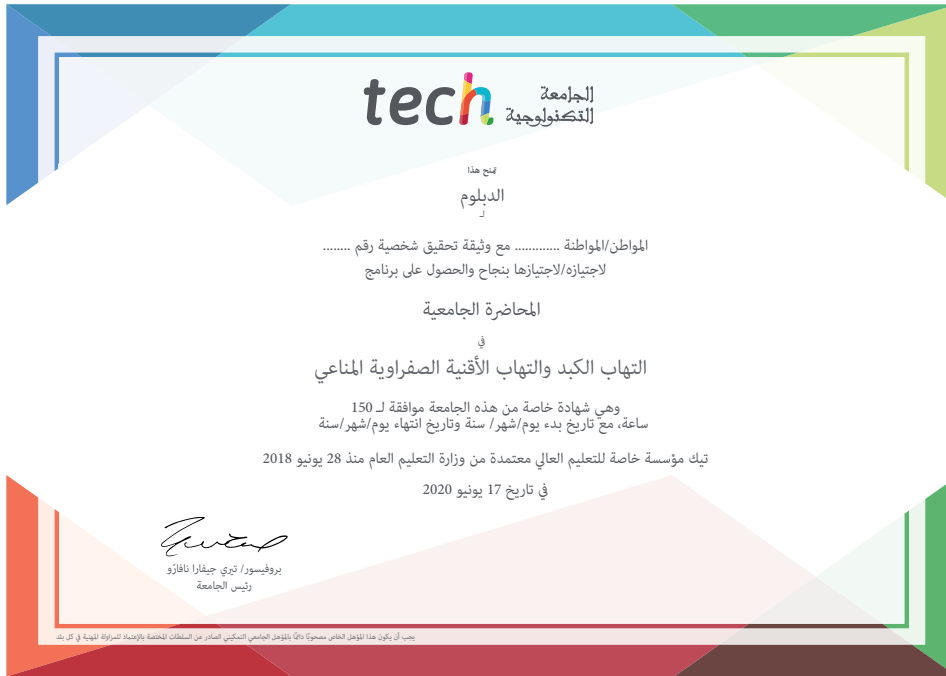 tech الجامعة
التكنولوجية
تمنح هذا
الدبلوم
لـ
المواطن/المواطنة ............. مع وثيقة تحقيق شخصية رقم ........
لاجتيازه/لاجتيازها بنجاح والحصول على برنامج
المحاضرة الجامعية
في
التهاب الكبد والتهاب الأقنية الصفراوية المناعي
وهي شهادة خاصة من هذه الجامعة موافقة لـ 150
ساعة، مع تاريخ بدء يوم/شهر/ سنة وتاريخ انتهاء يوم/شهر/سنة
تيك مؤسسة خاصة للتعليم العالي معتمدة من وزارة التعليم العام منذ 28 يونيو 2018
في تاريخ 17 يونيو 2020
بروفيسور/ تيري جيفارا نافارّو
رئيس الجامعة
يجب أن يكون هذا المؤهل الخاص مصحوبًا دائمًا بالمؤهل الجامعي التمكيني الصادر عن السلطات المختصة بالإعتماد للمزاولة المهنية في كل بلد